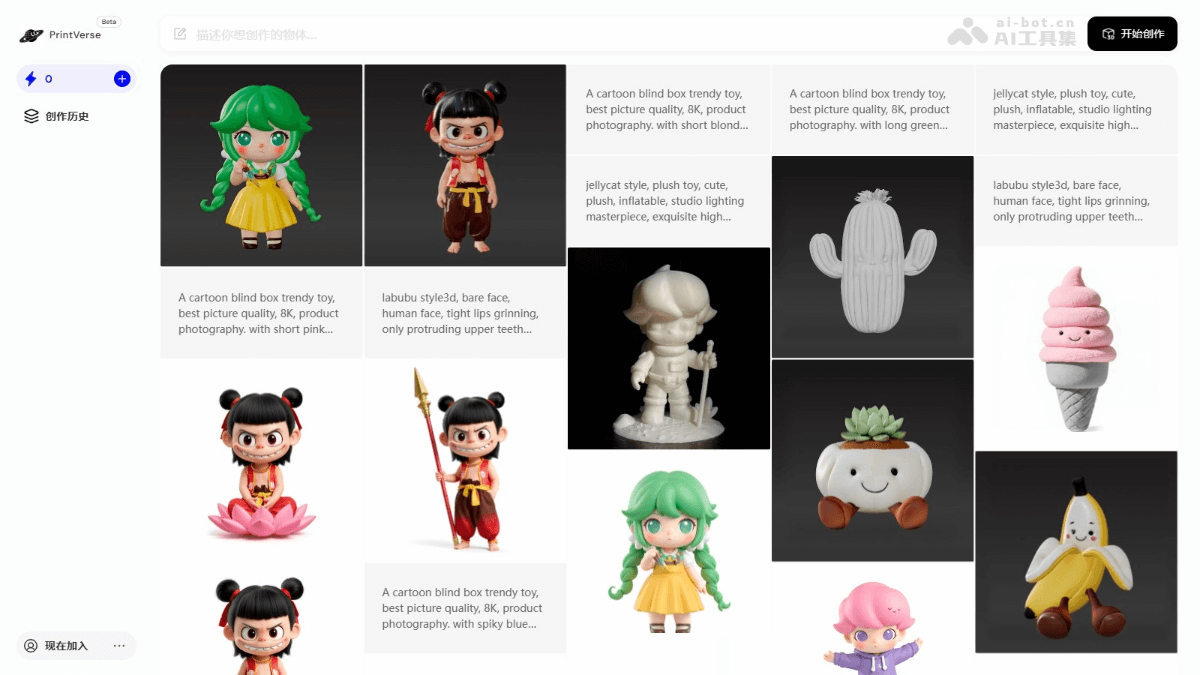 PrintVerse
Beta
0
创作历史
描述你想创作的物体...
ai-bot.cn
AI工具集
开始创作
A cartoon blind box trendy toy,
best picture quality, 8K, product
photography. with short pink...
labubu style3d, bare face,
human face, tight lips grinning,
only protruding upper teeth...
A cartoon blind box trendy toy,
best picture quality, 8K, product
photography. with spiky blue...
A cartoon blind box trendy toy,
best picture quality, 8K, product
photography. with short blond...
jellycat style, plush toy, cute,
plush, inflatable, studio lighting
masterpiece, exquisite high...
A cartoon blind box trendy toy,
best picture quality, 8K, product
photography. with long green...
jellycat style, plush toy, cute,
plush, inflatable, studio lighting
masterpiece, exquisite high...
labubu style3d, bare face,
human face, tight lips grinning,
only protruding upper teeth...
现在加入